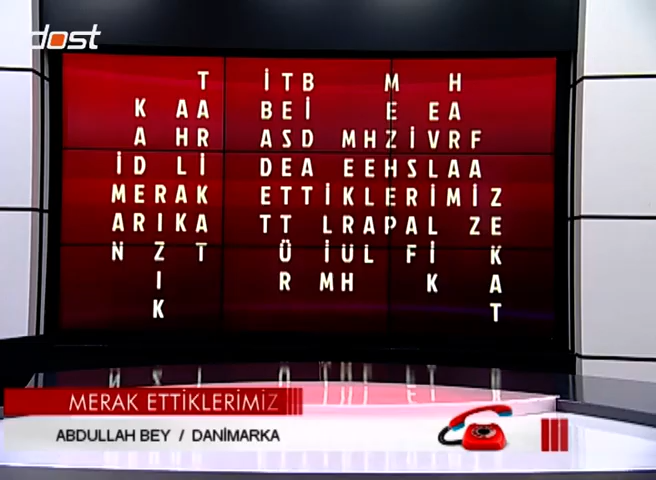 dost
T İTB M H
K AA BEİ E EA
A HR ASD MHZİVRF
İD Lİ DEA EEHSLAA
MERAK ETTİKLERİMİZ
ARIKA TT LRAPAL ZE
N Z T Ü İÜL Fİ K
I R MH K A
K T
MERAK ETTİKLERİMİZ
ABDULLAH BEY / DANİMARKA